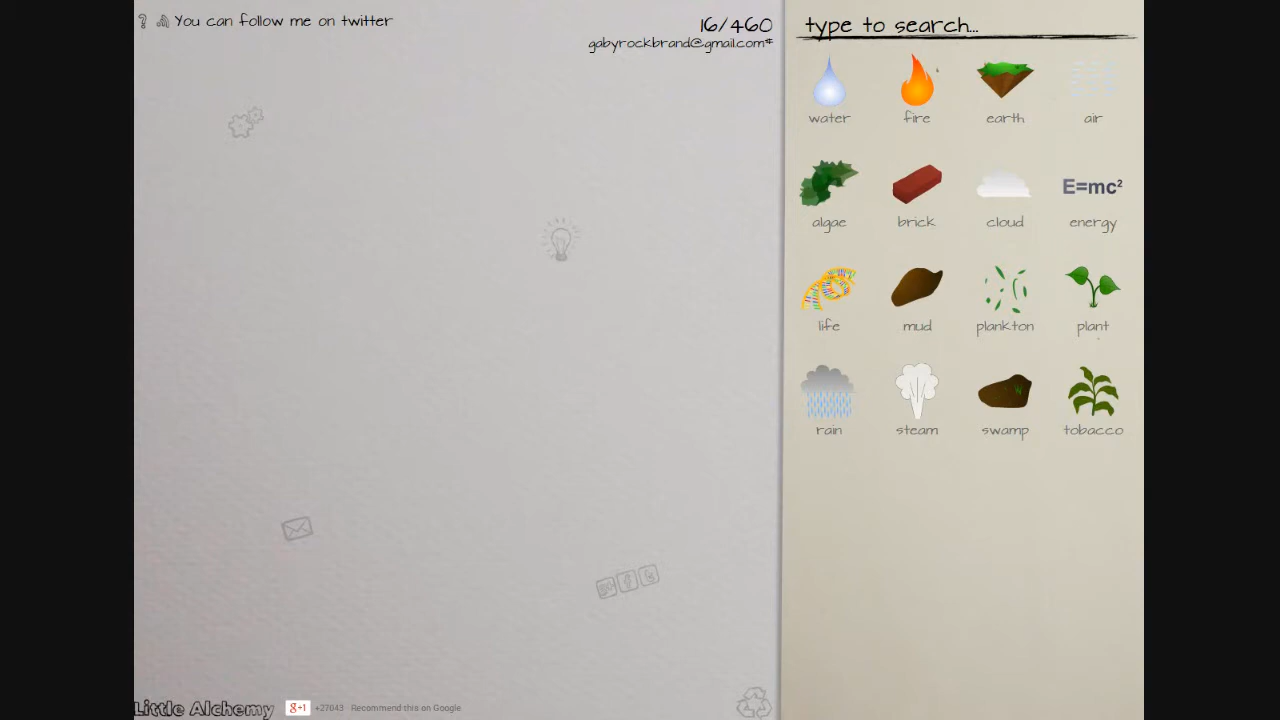 ? You can follow me on twitter
16/460
gabyrockbrand@gmail.com*
type to search...
water fire earth air
algae brick cloud E=mc² energy
life mud plankton plant
rain steam swamp tobacco
Little Alchemy g+1 +27043 Recommend this on Google